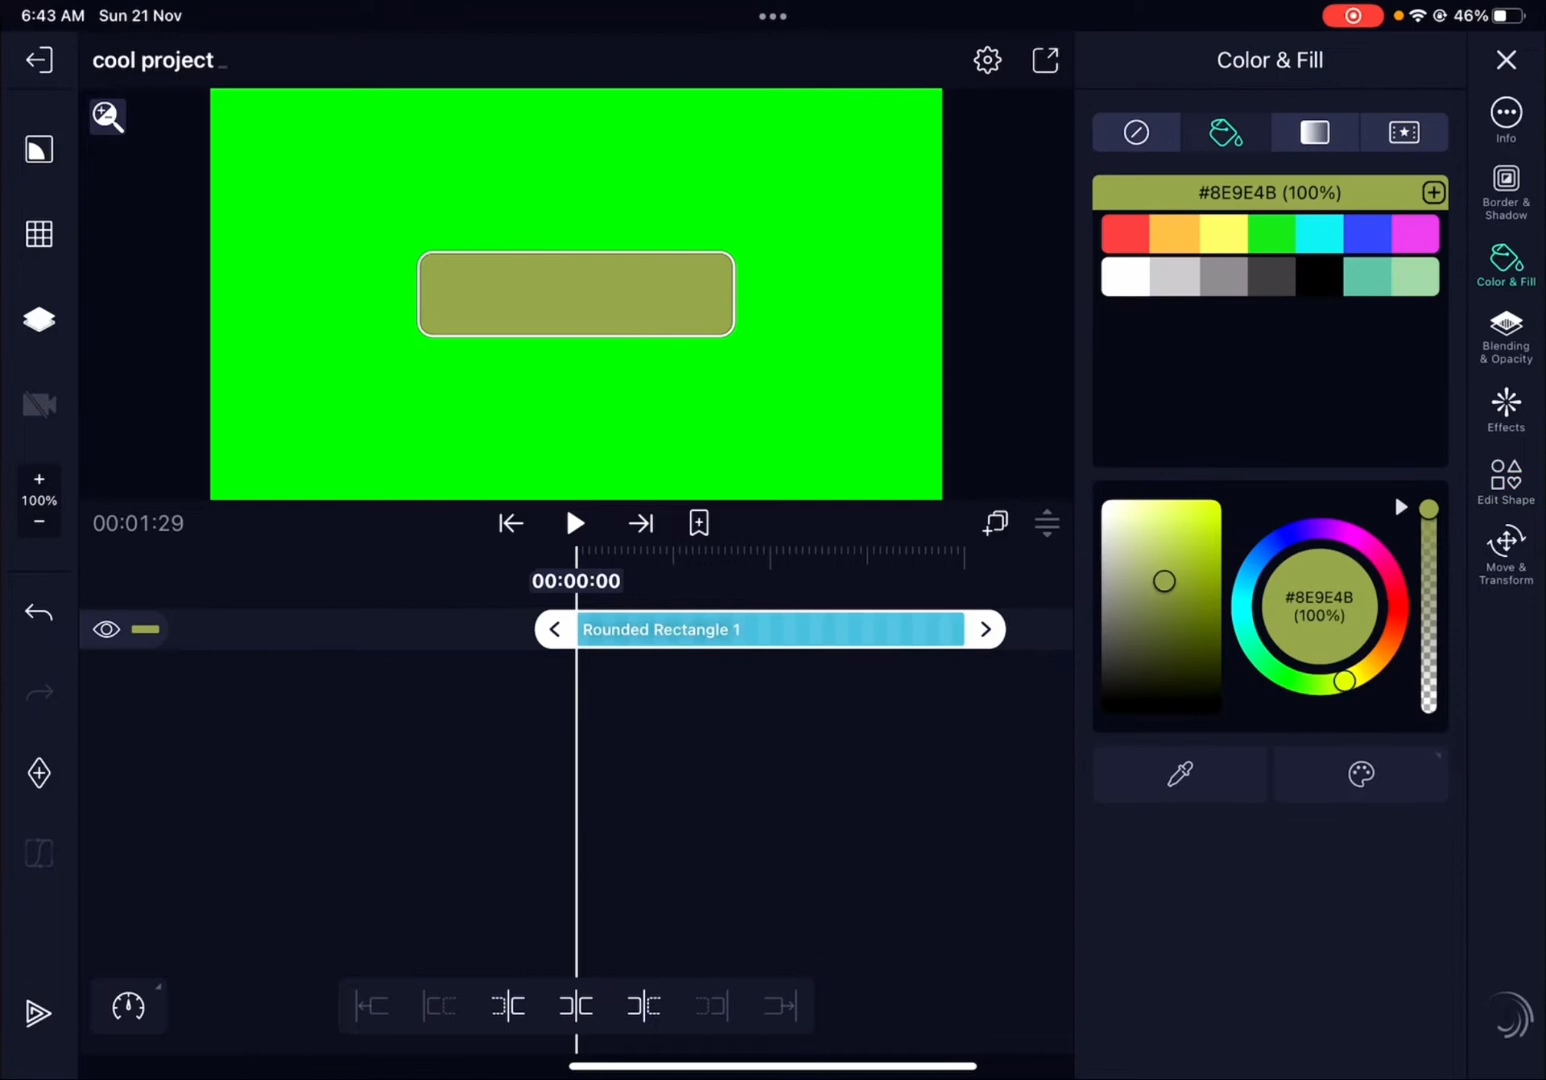 6:43 AM Sun 21 Nov
46%
cool project
Color & Fill
Info
#8E9E4B (100%)
Border &
Shadow
Color & Fill
Blending
& Opacity
Effects
Edit Shape
Move &
Transform
100%
00:01:29
00:00:00
#8E9E4B
(100%)
Rounded Rectangle 1